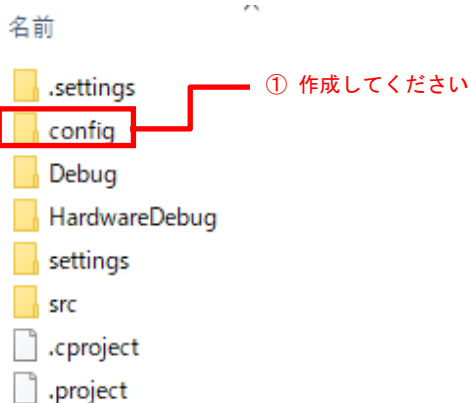 名前
.settings
① 作成してください
config
Debug
HardwareDebug
settings
src
.cproject
.project